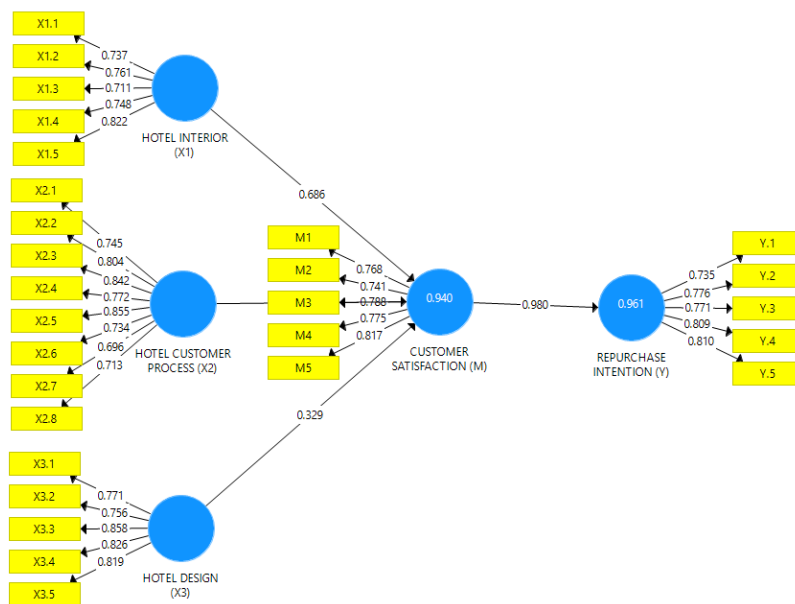 X1.1
X1.2
X1.3
X1.4
X1.5
0.737
0.761
0.711
0.748
0.822
HOTEL INTERIOR
(X1)
0.686
X2.1
X2.2
X2.3
X2.4
X2.5
X2.6
X2.7
X2.8
0.745
0.804
0.842
0.772
0.855
0.734
0.696
0.713
HOTEL CUSTOMER
PROCESS (X2)
M1
M2
M3
M4
M5
0.768
0.741
0.788
0.775
0.817
0.940
CUSTOMER
SATISFACTION (M)
0.980
0.961
REPURCHASE
INTENTION (Y)
0.735
0.776
0.771
0.809
0.810
Y.1
Y.2
Y.3
Y.4
Y.5
0.329
X3.1
X3.2
X3.3
X3.4
X3.5
0.771
0.756
0.858
0.826
0.819
HOTEL DESIGN
(X3)